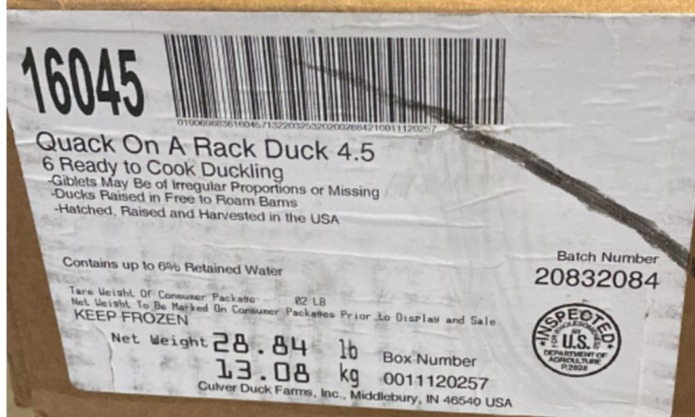 16045
Quack On A Rack Duck 4.5
6 Ready to Cook Duckling
-Giblets May Be of Irregular Proportions or Missing
-Ducks Raised in Free to Roam Barns
-Hatched, Raised and Harvested in the USA
Contains up to 6% Retained Water
Batch Number
20832084
Tare Weight Of Consumer Package 02 LB
Net Weight To Be Marked On Consumer Packages Prior to Display and Sale
KEEP FROZEN
Net Weight 28.84 lb
13.08 kg
Box Number
0011120257
INSPECTED
FOR WHOLESOMENESS
BY
U.S.
DEPARTMENT OF
AGRICULTURE
Culver Duck Farms, Inc., Middlebury, IN 46540 USA